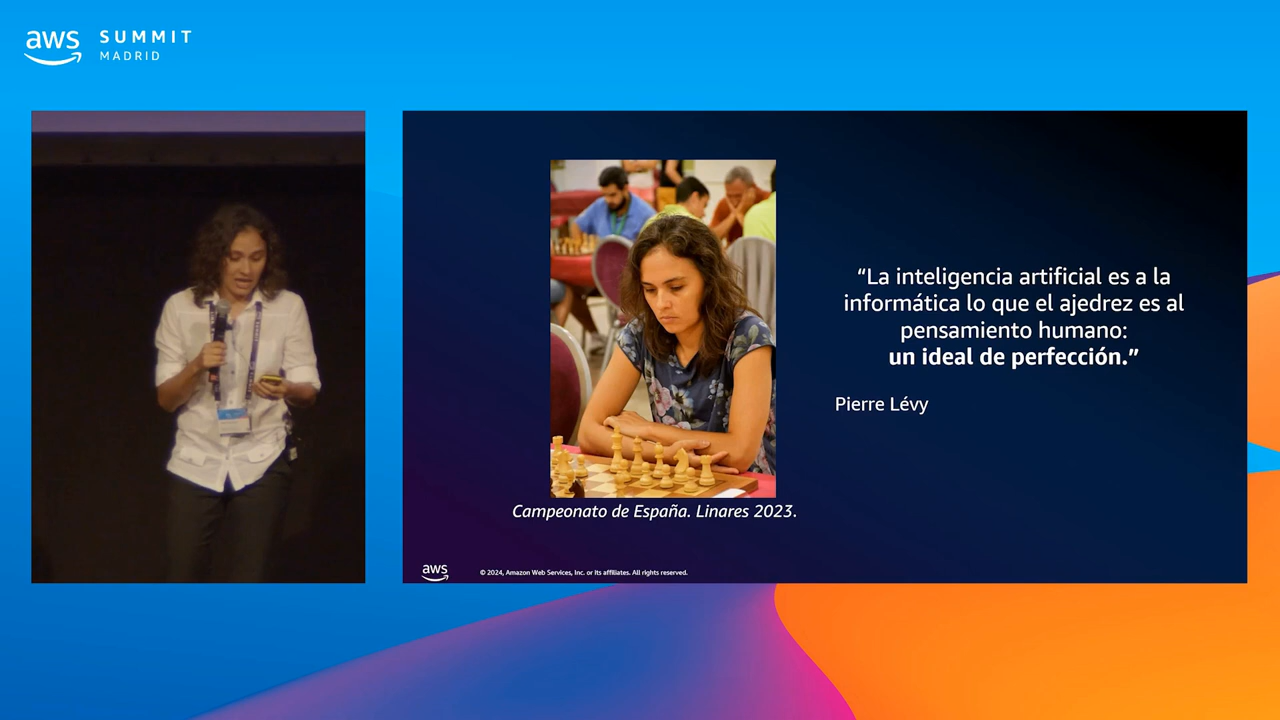 aws SUMMIT
MADRID
“La inteligencia artificial es a la
informática lo que el ajedrez es al
pensamiento humano:
un ideal de perfección.”
Pierre Lévy
Campeonato de España. Linares 2023.
aws
© 2024, Amazon Web Services, Inc. or its affiliates. All rights reserved.